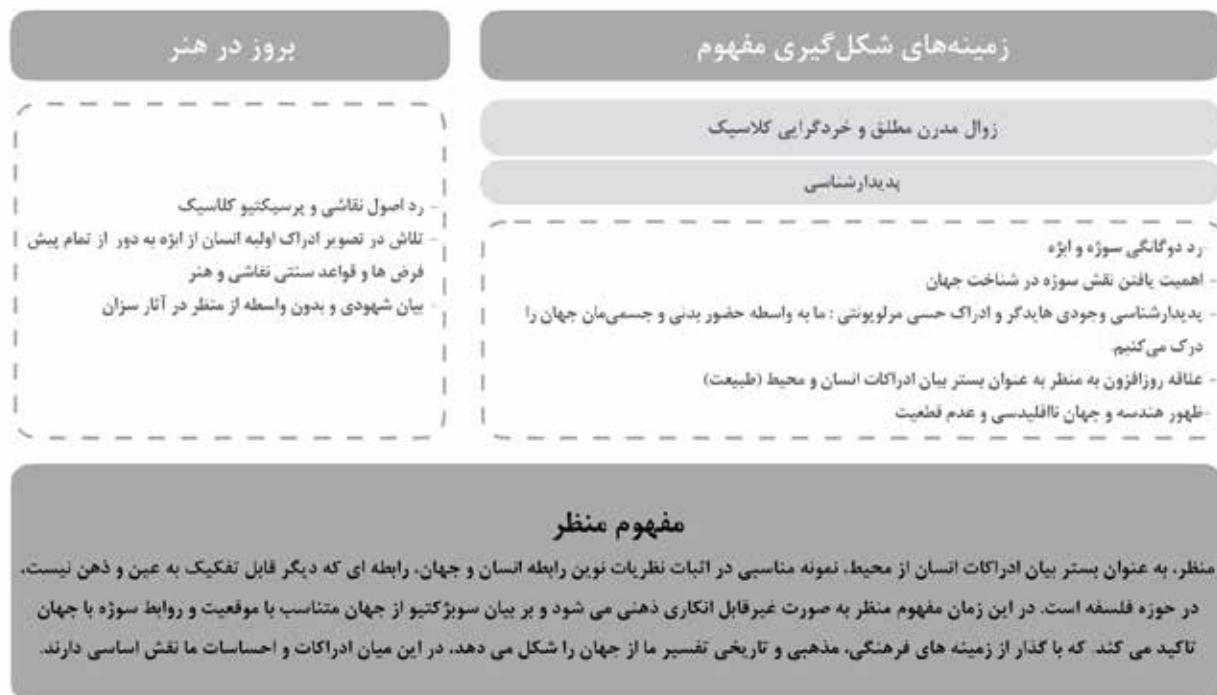 زمینه‌های شکل‌گیری مفهوم
زوال مدرن مطلق و خردگرایی کلاسیک
پدیدارشناسی
-رد دوگانگی سوژه و ابژه
- اهمیت یافتن نقش سوژه در شناخت جهان
- پدیدارشناسی وجودی هایدگر و ادراک حسی مرلوپونتی : ما به واسطه حضور بدنی و جسمی‌مان جهان را
درک می‌کنیم.
- علاقه روزافزون به منظر به عنوان بستر بیان ادراکات انسان و محیط (طبیعت)
-ظهور هندسه و جهان نااقلیدسی و عدم قطعیت
بروز در هنر
- رد اصول نقاشی و پرسپکتیو کلاسیک
- تلاش در تصویر ادراک اولیه انسان از ابژه به دور از تمام پیش
فرض ها و قواعد سنتی نقاشی و هنر
- بیان شهودی و بدون واسطه از منظر در آثار سزان
مفهوم منظر
منظر، به عنوان بستر بیان ادراکات انسان از محیط، نمونه مناسبی در اثبات نظریات نوین رابطه انسان و جهان، رابطه ای که دیگر قابل تفکیک به عین و ذهن نیست،
در حوزه فلسفه است. در این زمان مفهوم منظر به صورت غیرقابل انکاری ذهنی می شود و بر بیان سوبژکتیو از جهان متناسب با موقعیت و روابط سوژه با جهان
تاکید می کند. که با گذار از زمینه های فرهنگی، مذهبی و تاریخی تفسیر ما از جهان را شکل می دهد، در این میان ادراکات و احساسات ما نقش اساسی دارند.